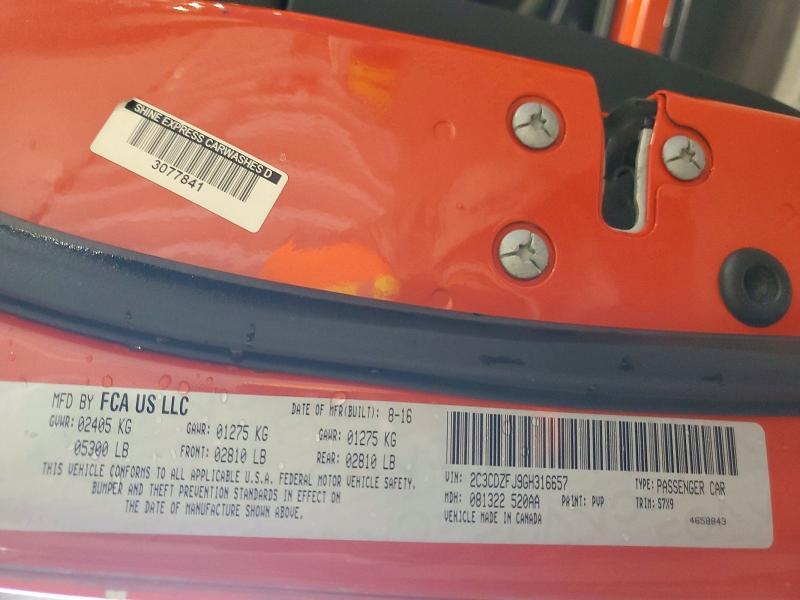 SHINE EXPRESS CARWASHES D
3077841
MFD BY FCA US LLC
DATE OF MFR(BUILT): 8-16
GVWR: 02405 KG GAWR: 01275 KG GAWR: 01275 KG
05300 LB FRONT: 02810 LB REAR: 02810 LB
THIS VEHICLE CONFORMS TO ALL APPLICABLE U.S.A. FEDERAL MOTOR VEHICLE SAFETY,
BUMPER AND THEFT PREVENTION STANDARDS IN EFFECT ON
THE DATE OF MANUFACTURE SHOWN ABOVE.
VIN: 2C3CDZFJ9GH316657 TYPE: PASSENGER CAR
MDH: 081322 520AA PAINT: PVP TRIM: S7X9
VEHICLE MADE IN CANADA 4658843